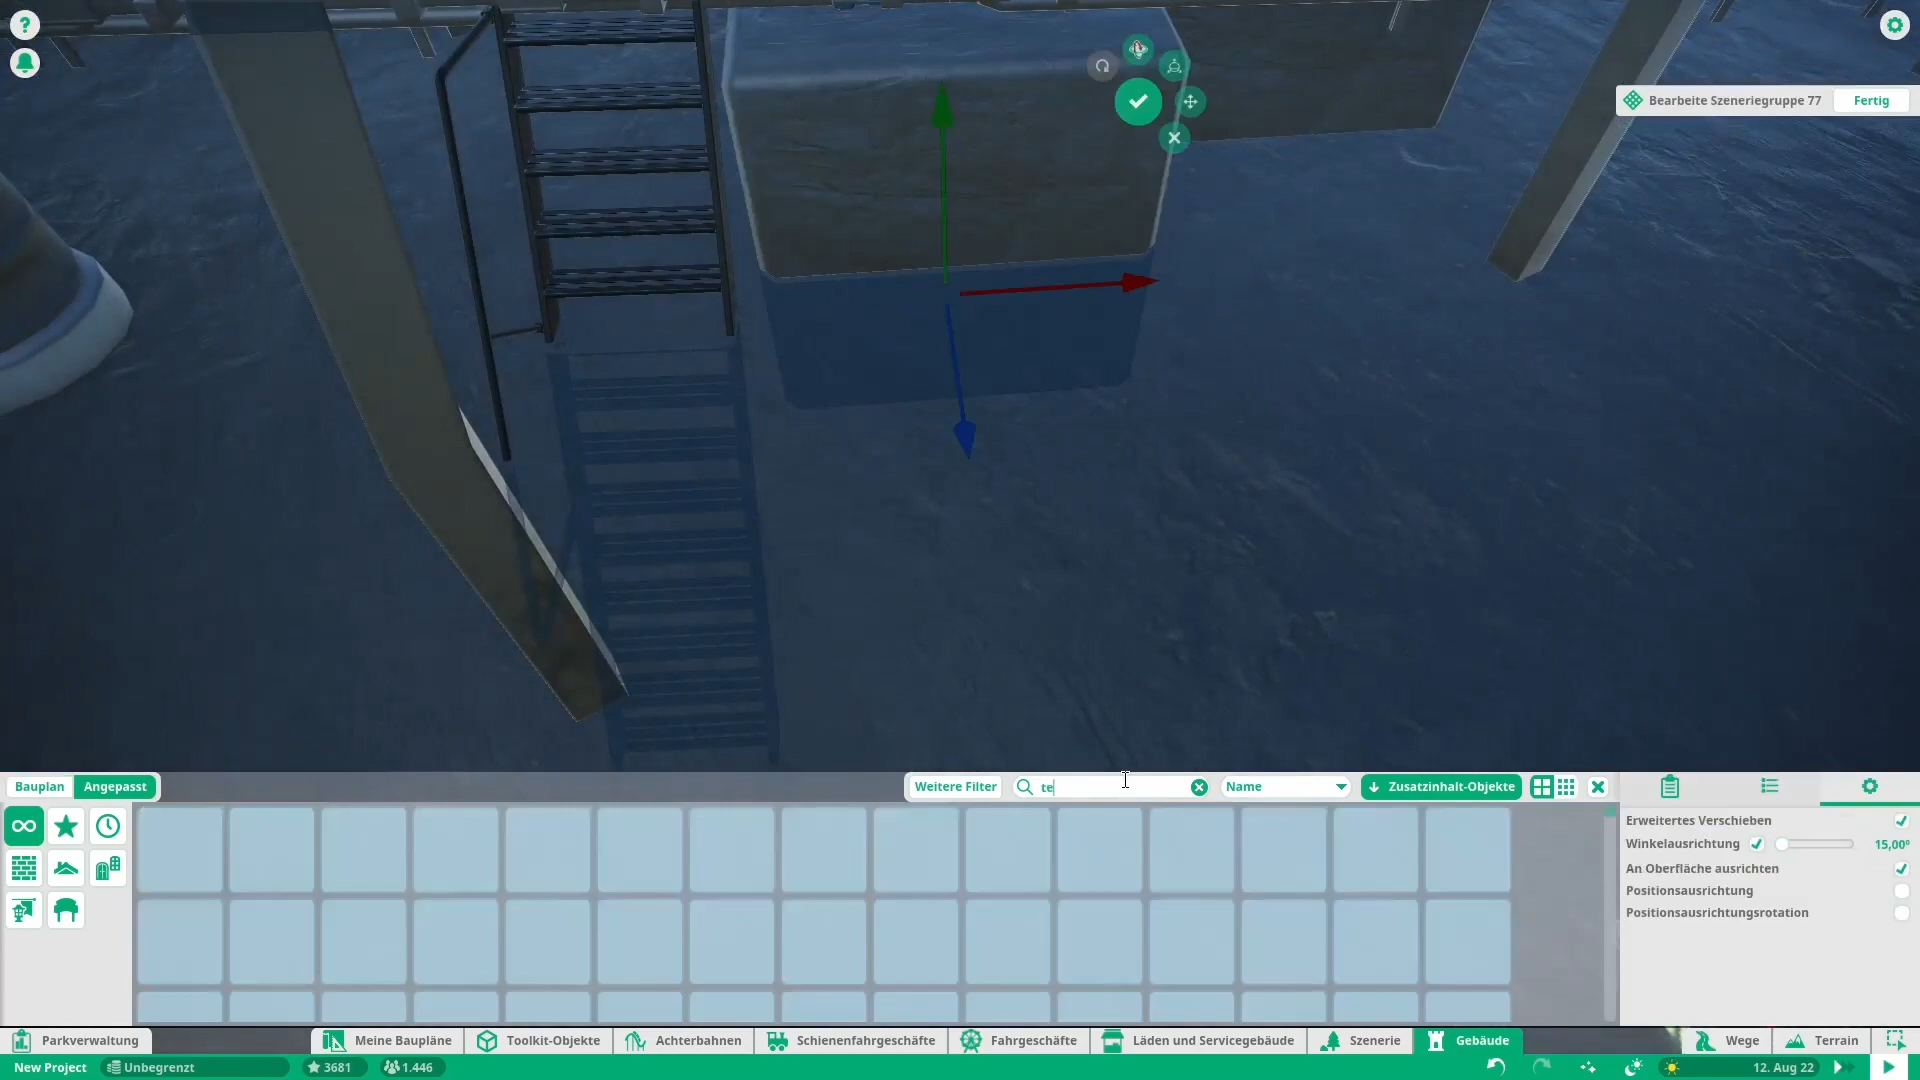 ?
Bearbeite Szeneriegruppe 77
Fertig
Bauplan
Angepasst
Weitere Filter
te
Name
Zusatzinhalt-Objekte
Erweitertes Verschieben
Winkelausrichtung
15,00°
An Oberfläche ausrichten
Positionsausrichtung
Positionsausrichtungsrotation
Parkverwaltung
Meine Baupläne
Toolkit-Objekte
Achterbahnen
Schienenfahrgeschäfte
Fahrgeschäfte
Läden und Servicegebäude
Szenerie
Gebäude
Wege
Terrain
New Project
Unbegrenzt
3681
1.446
12. Aug 22